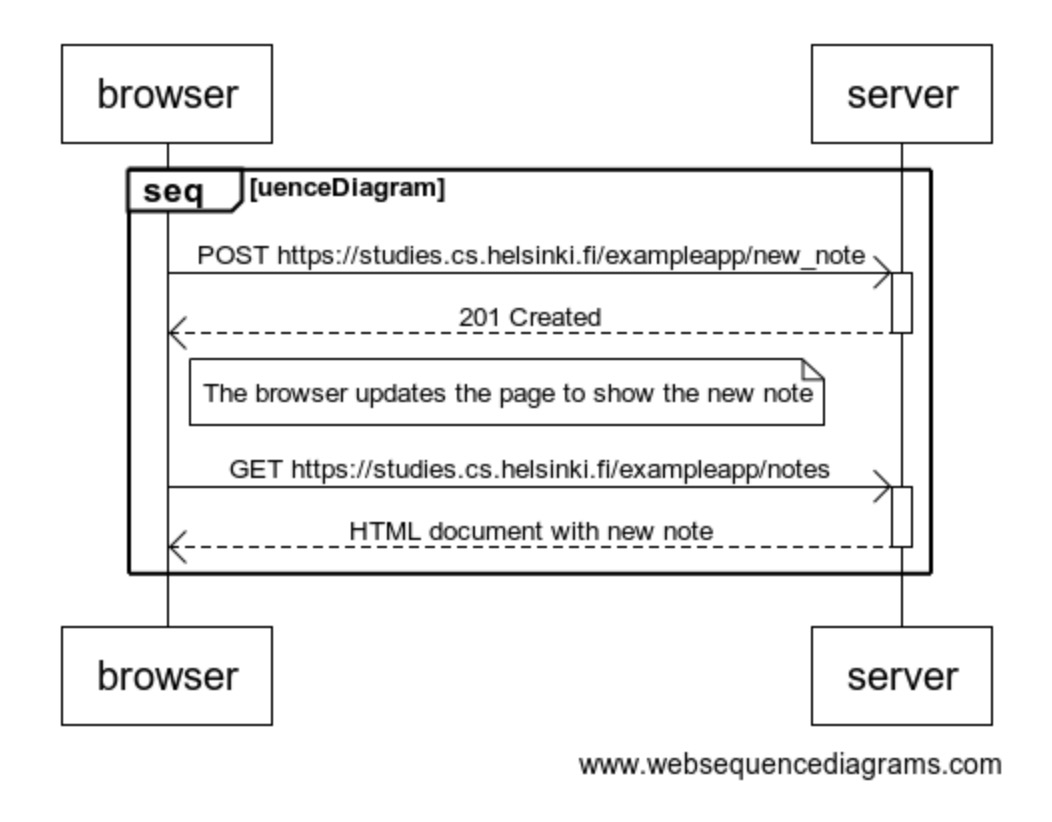 browser
server
seq [uenceDiagram]
POST https://studies.cs.helsinki.fi/exampleapp/new_note
201 Created
The browser updates the page to show the new note
GET https://studies.cs.helsinki.fi/exampleapp/notes
HTML document with new note
browser
server
www.websequencediagrams.com